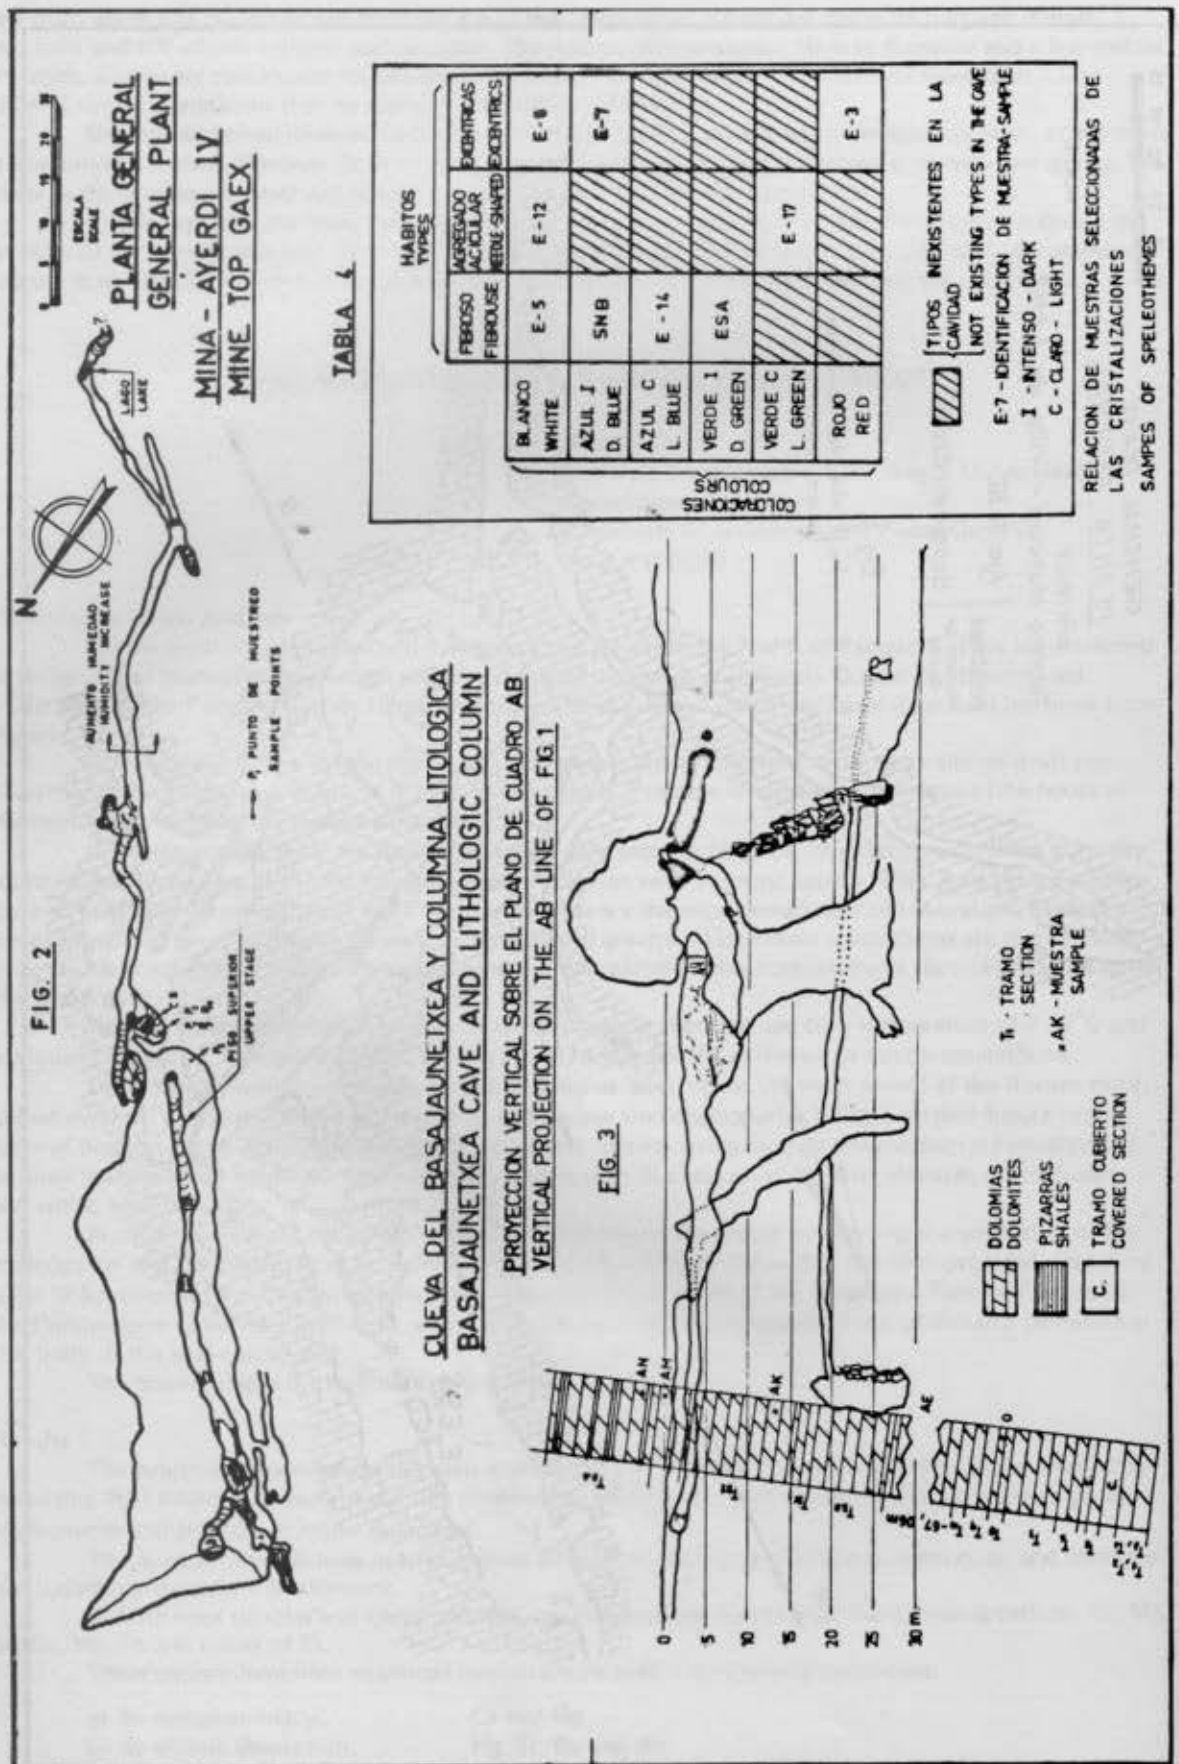 FIG. 2
N
AUMENTO HUMEDAD
HUMIDITY INCREASE
LAGO
LAKE
?
0 5 10 15 20
ESCALA
SCALE
PLANTA GENERAL
GENERAL PLANT
MINA - AYERDI IV
MINE TOP GAEX
P, PUNTO DE MUESTREO
SAMPLE POINTS
PISO SUPERIOR
UPPER STAGE
CUEVA DEL BASAJAUNETXEA Y COLUMNA LITOLOGICA
BASAJAUNETXEA CAVE AND LITHOLOGIC COLUMN
PROYECCION VERTICAL SOBRE EL PLANO DE CUADRO AB
VERTICAL PROJECTION ON THE AB LINE OF FIG 1
FIG. 3
AN
AM
AK
AE
0
5
10
15
20
25
30 m.
DOLOMIAS
DOLOMITES
PIZARRAS
SHALES
C.
TRAMO CUBIERTO
COVERED SECTION
Tr - TRAMO
SECTION
AK - MUESTRA
SAMPLE
TABLA 4
HABITOS
TYPES
FIBROSO AGREGADO EXCENTRICAS
FIBROUSE ACICULAR EXCENTRICS
NEEDLE-SHAPED
COLORACIONES
COLOURS
BLANCO
WHITE E-5 E-12 E-8
AZUL I
D. BLUE SNB E-7
AZUL C
L. BLUE E-14
VERDE I
D GREEN ESA
VERDE C
L. GREEN E-17
ROJO
RED E-3
TIPOS INEXISTENTES EN LA
CAVIDAD
NOT EXISTING TYPES IN THE CAVE
E-7 - IDENTIFICACION DE MUESTRA-SAMPLE
I - INTENSO - DARK
C - CLARO - LIGHT
RELACION DE MUESTRAS SELECCIONADAS DE
LAS CRISTALIZACIONES
SAMPES OF SPELEOTHEMES